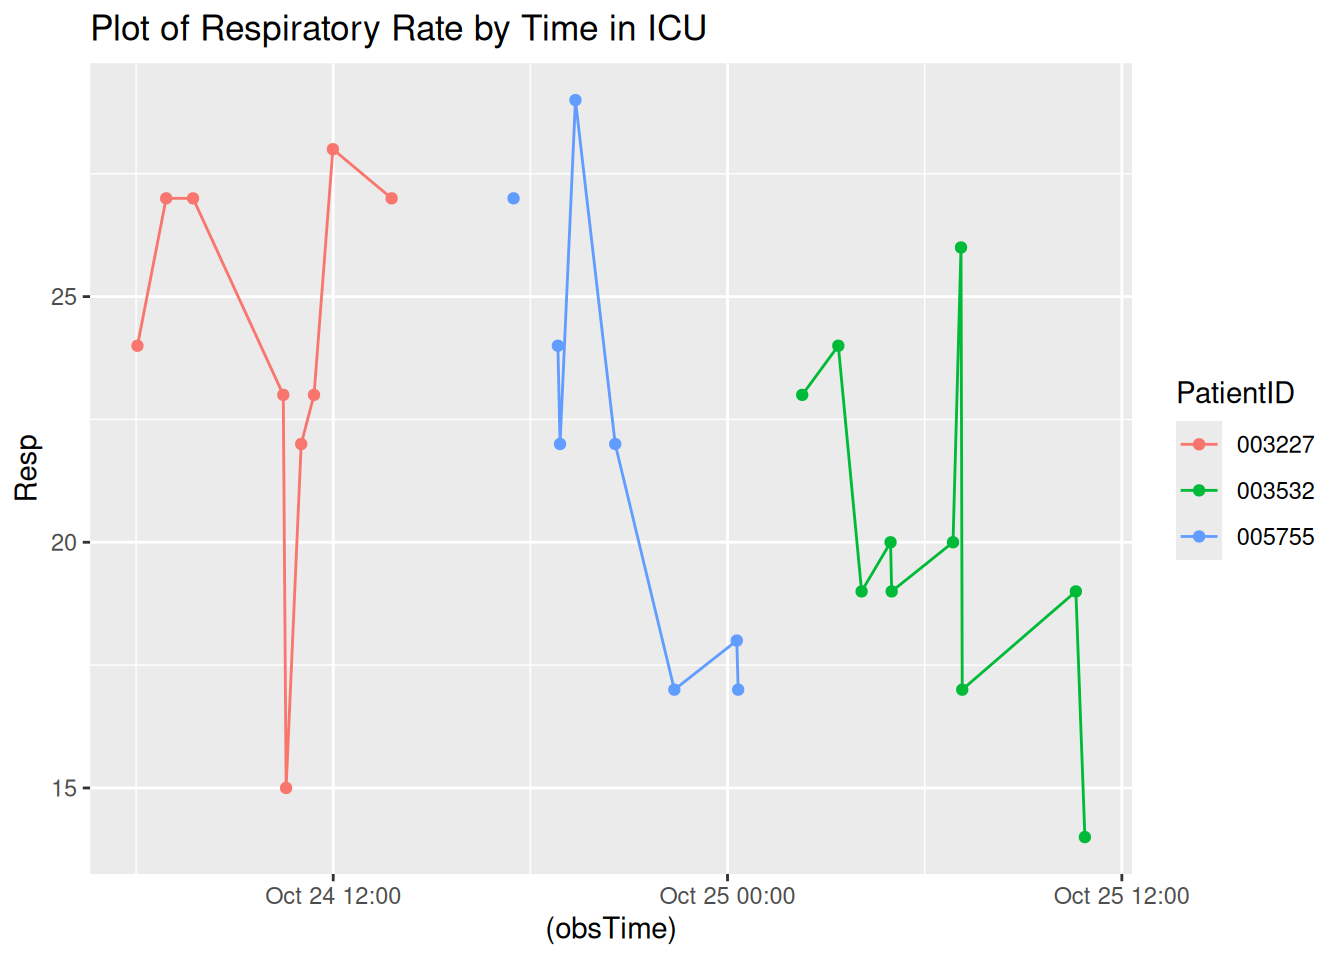 Plot of Respiratory Rate by Time in ICU
Resp
25
20
15
Oct 24 12:00
Oct 25 00:00
Oct 25 12:00
(obsTime)
PatientID
003227
003532
005755